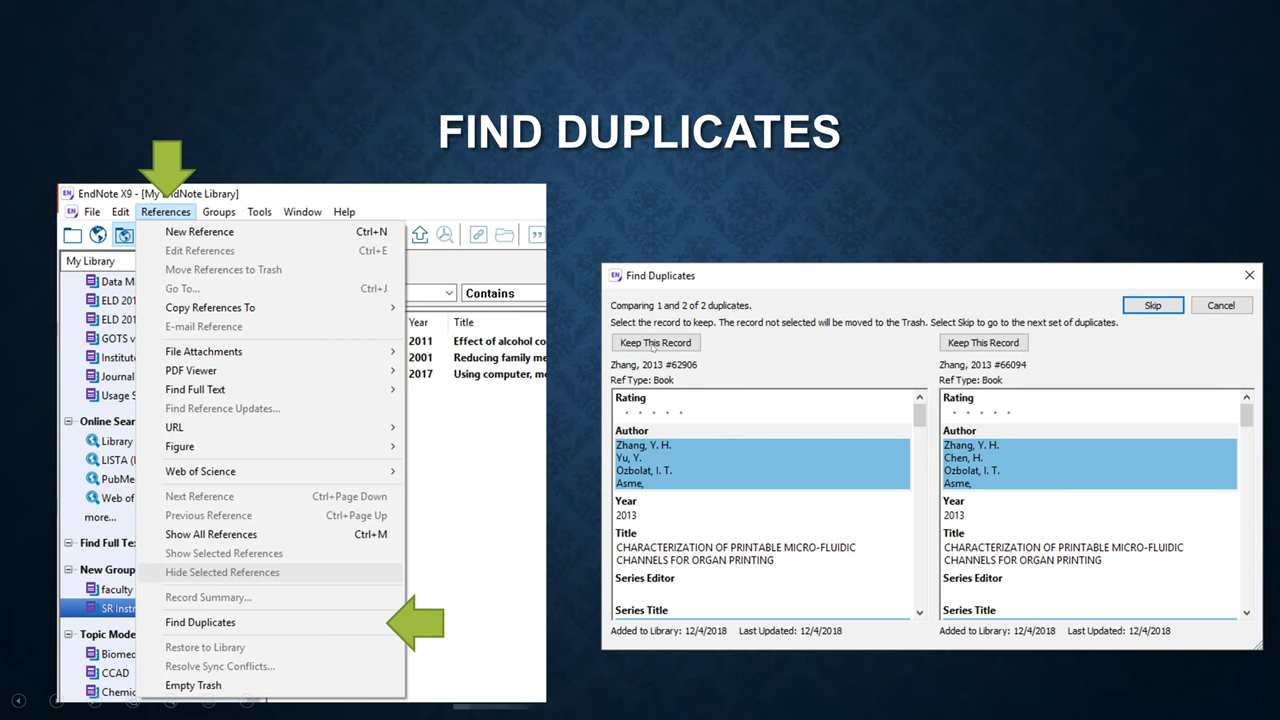 FIND DUPLICATES
EndNote X9 - [My EndNote Library]
File Edit References Groups Tools Window Help
New Reference Ctrl+N
Edit References Ctrl+E
Move References to Trash
Go To... Ctrl+J
Copy References To
E-mail Reference
File Attachments
PDF Viewer
Find Full Text
Find Reference Updates...
URL
Figure
Web of Science
Next Reference Ctrl+Page Down
Previous Reference Ctrl+Page Up
Show All References Ctrl+M
Show Selected References
Hide Selected References
Record Summary...
Find Duplicates
Restore to Library
Resolve Sync Conflicts...
Empty Trash
My Library
Data M
ELD 201
ELD 201
GOTS v
Institute
Journal
Usage S
Online Sear
Library
LISTA (
PubMe
Web of
more...
Find Full Te
New Group
faculty
SR Instr
Topic Mode
Biomed
CCAD
Chemic
Contains
Year Title
2011 Effect of alcohol co
2001 Reducing family me
2017 Using computer, mo
Find Duplicates
Comparing 1 and 2 of 2 duplicates.
Skip Cancel
Select the record to keep. The record not selected will be moved to the Trash. Select Skip to go to the next set of duplicates.
Keep This Record
Zhang, 2013 #62906
Ref Type: Book
Rating
Author
Zhang, Y. H.
Yu, Y.
Ozbolat, I. T.
Asme,
Year
2013
Title
CHARACTERIZATION OF PRINTABLE MICRO-FLUIDIC
CHANNELS FOR ORGAN PRINTING
Series Editor
Series Title
Added to Library: 12/4/2018 Last Updated: 12/4/2018
Keep This Record
Zhang, 2013 #66094
Ref Type: Book
Rating
Author
Zhang, Y. H.
Chen, H.
Ozbolat, I. T.
Asme,
Year
2013
Title
CHARACTERIZATION OF PRINTABLE MICRO-FLUIDIC
CHANNELS FOR ORGAN PRINTING
Series Editor
Series Title
Added to Library: 12/4/2018 Last Updated: 12/4/2018